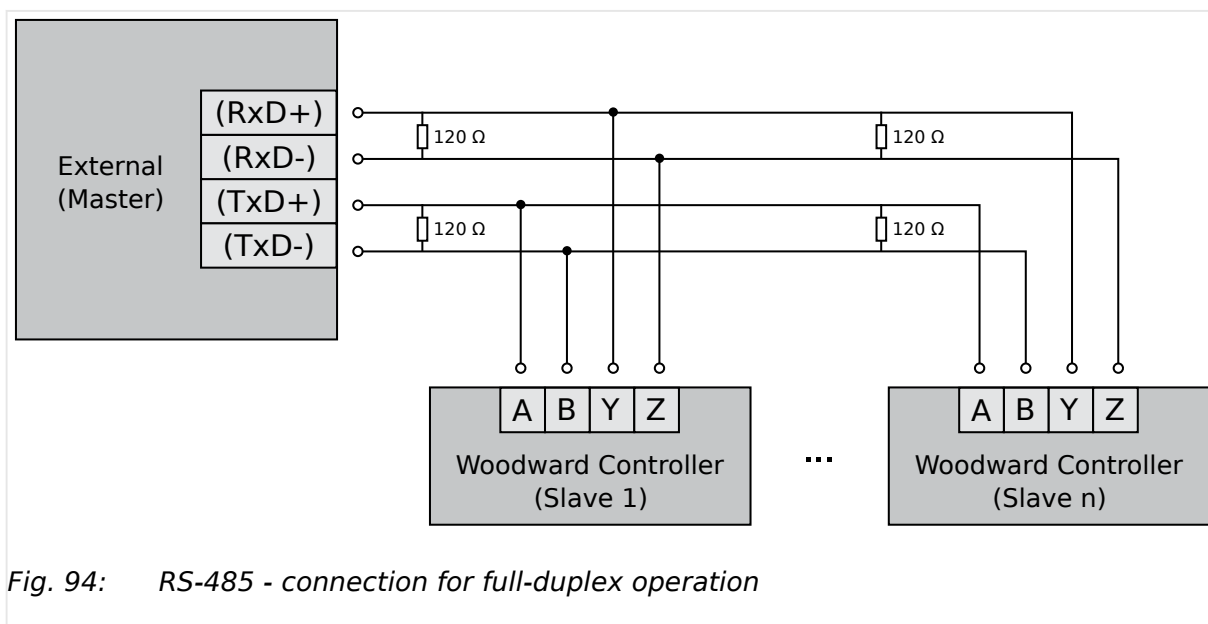 External
(Master)
(RxD+)
(RxD-)
(TxD+)
(TxD-)
120 Ω
120 Ω
120 Ω
120 Ω
A B Y Z
Woodward Controller
(Slave 1)
...
A B Y Z
Woodward Controller
(Slave n)
Fig. 94: RS-485 - connection for full-duplex operation